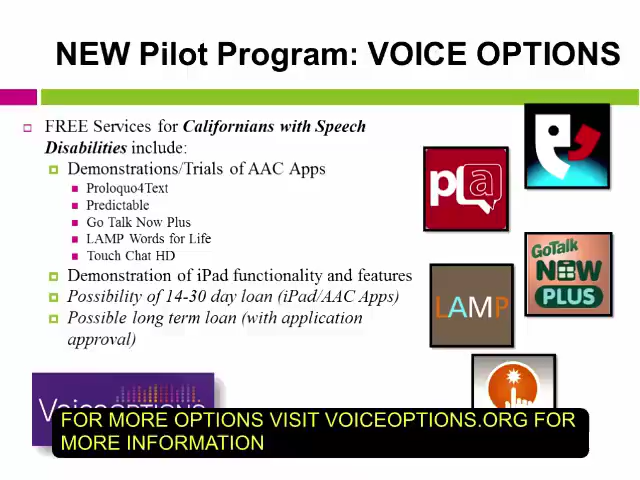 NEW Pilot Program: VOICE OPTIONS
FREE Services for Californians with Speech
Disabilities include:
Demonstrations/Trials of AAC Apps
Proloquo4Text
Predictable
Go Talk Now Plus
LAMP Words for Life
Touch Chat HD
Demonstration of iPad functionality and features
Possibility of 14-30 day loan (iPad/AAC Apps)
Possible long term loan (with application
approval)
pla
GoTalk
NOW
PLUS
LAMP
VoiceOPTIONS
FOR MORE OPTIONS VISIT VOICEOPTIONS.ORG FOR
MORE INFORMATION